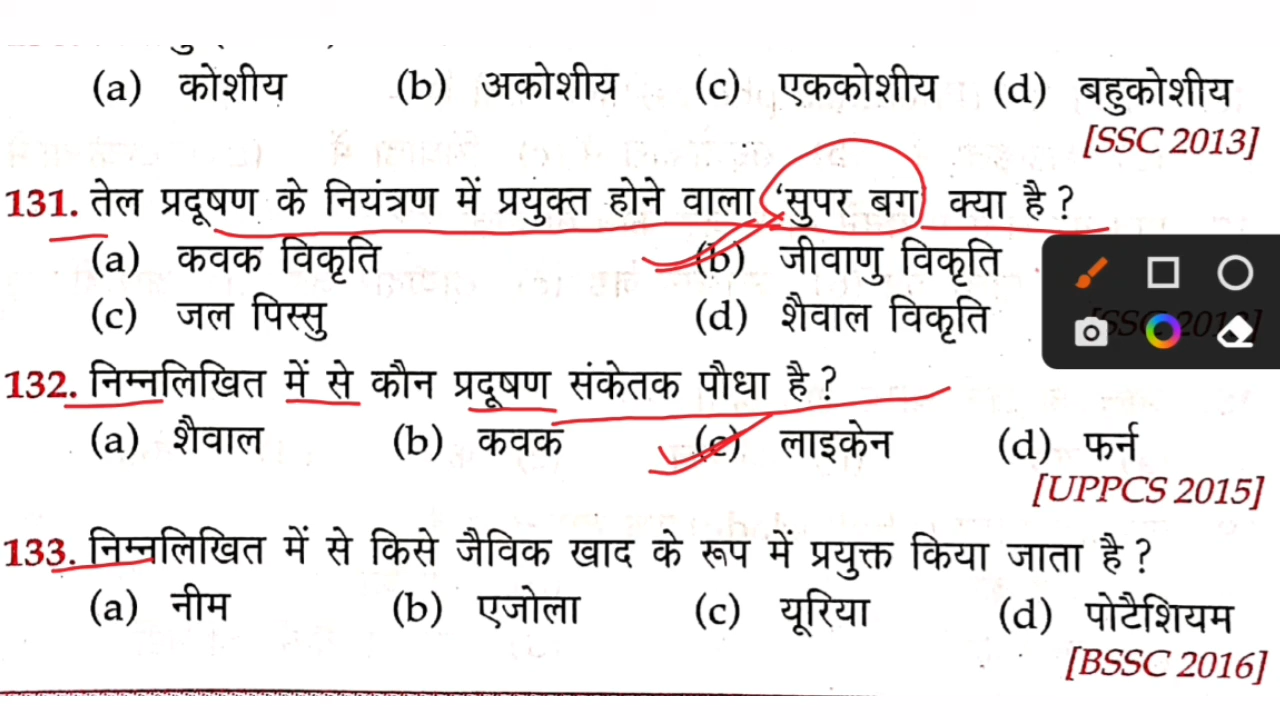 (a) कोशीय (b) अकोशीय (c) एककोशीय (d) बहुकोशीय
[SSC 2013]
131. तेल प्रदूषण के नियंत्रण में प्रयुक्त होने वाला 'सुपर बग' क्या है ?
(a) कवक विकृति (b) जीवाणु विकृति
(c) जल पिस्सु (d) शैवाल विकृति
132. निम्नलिखित में से कौन प्रदूषण संकेतक पौधा है ?
(a) शैवाल (b) कवक (c) लाइकेन (d) फर्न
[UPPCS 2015]
133. निम्नलिखित में से किसे जैविक खाद के रूप में प्रयुक्त किया जाता है ?
(a) नीम (b) एजोला (c) यूरिया (d) पोटैशियम
[BSSC 2016]